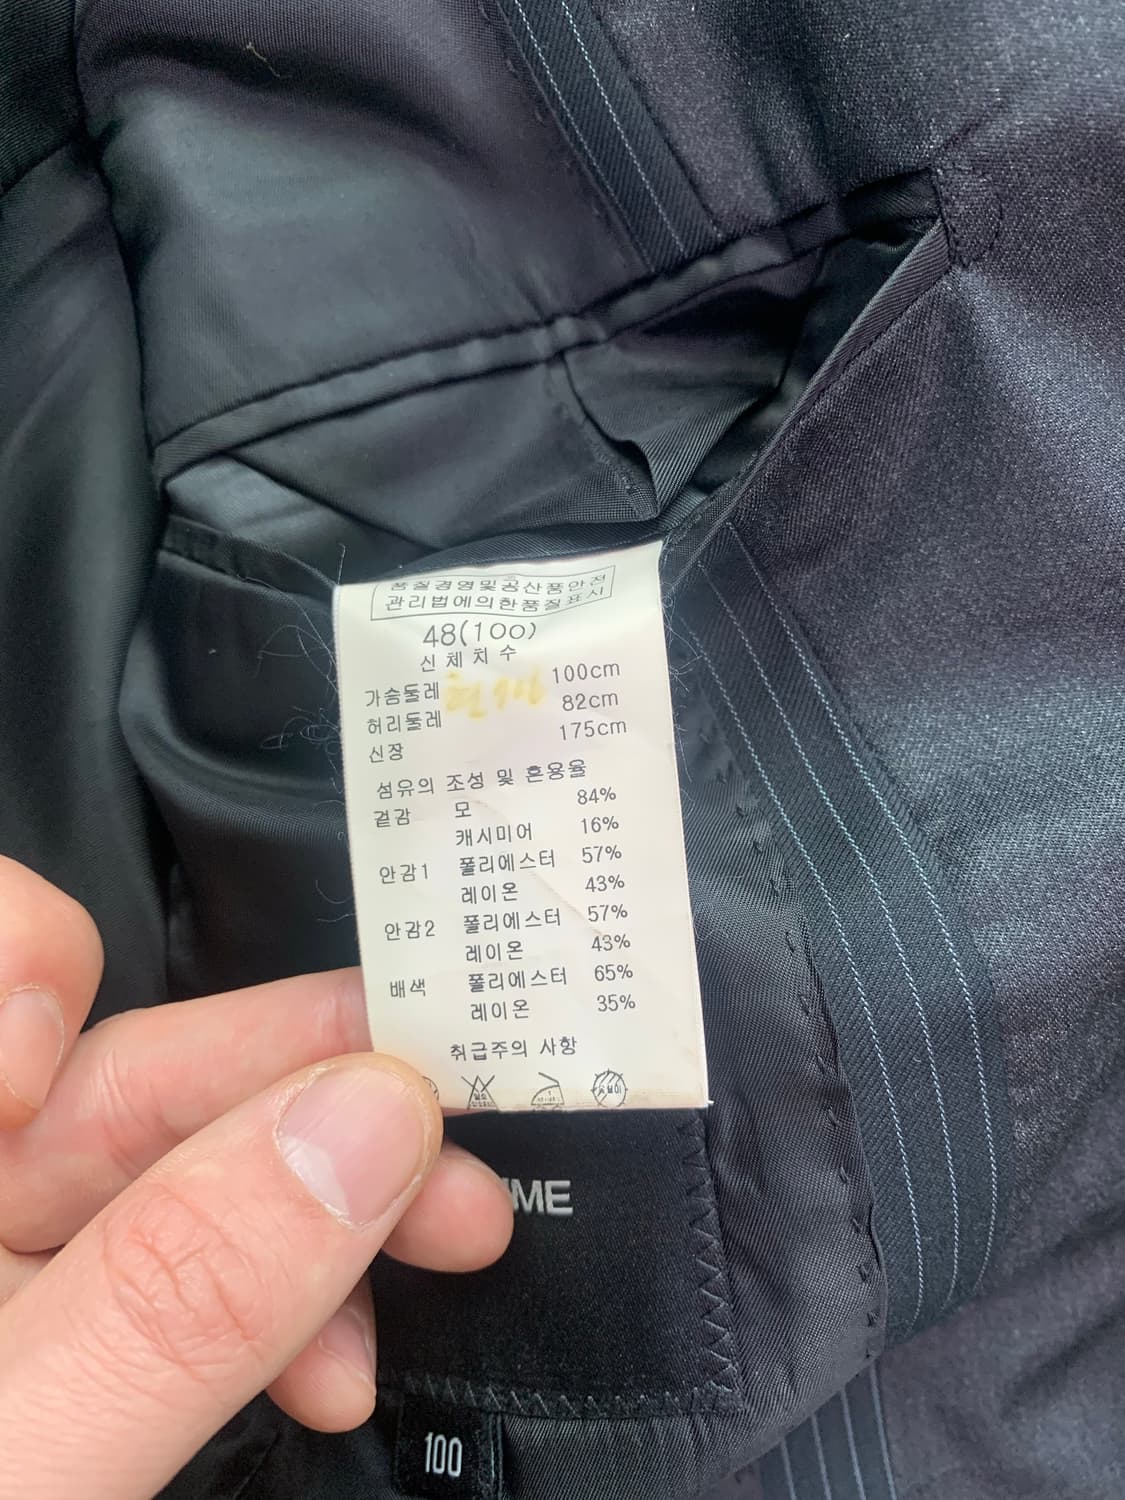 품질경영및공산품안전
관리법에의한품질표시
48(100)
신체치수
가슴둘레 100cm
허리둘레 82cm
신장 175cm
섬유의 조성 및 혼용율
겉감 모 84%
캐시미어 16%
안감1 폴리에스터 57%
레이온 43%
안감2 폴리에스터 57%
레이온 43%
배색 폴리에스터 65%
레이온 35%
취급주의 사항
100